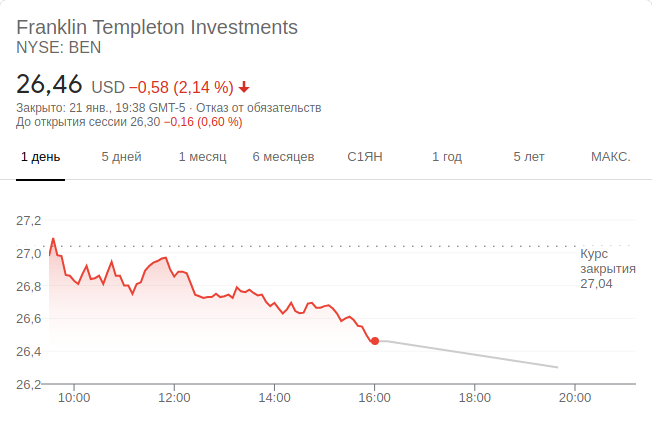 Franklin Templeton Investments
NYSE: BEN
26,46 USD −0,58 (2,14 %)
Закрыто: 21 янв., 19:38 GMT-5 · Отказ от обязательств
До открытия сессии 26,30 −0,16 (0,60 %)
1 день 5 дней 1 месяц 6 месяцев С1ЯН 1 год 5 лет МАКС.
27,2
27,0
26,8
26,6
26,4
26,2
Курс
закрытия
27,04
10:00 12:00 14:00 16:00 18:00 20:00